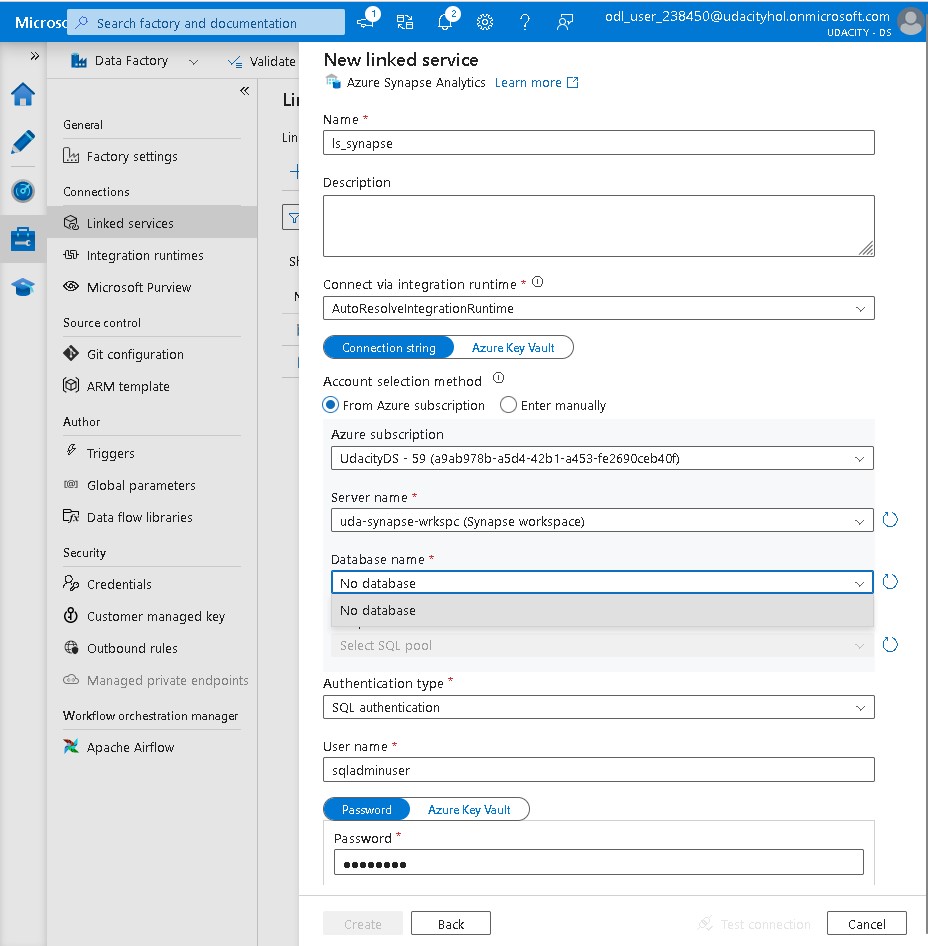 Microsc
Search factory and documentation
1
2
odl_user_238450@udacityhol.onmicrosoft.com
UDACITY - DS
Data Factory
Validate
General
Factory settings
Connections
Linked services
Integration runtimes
Microsoft Purview
Source control
Git configuration
ARM template
Author
Triggers
Global parameters
Data flow libraries
Security
Credentials
Customer managed key
Outbound rules
Managed private endpoints
Workflow orchestration manager
Apache Airflow
Lin
New linked service
Azure Synapse Analytics Learn more
Name *
ls_synapse
Description
Connect via integration runtime *
AutoResolveIntegrationRuntime
Connection string Azure Key Vault
Account selection method
From Azure subscription Enter manually
Azure subscription
UdacityDS - 59 (a9ab978b-a5d4-42b1-a453-fe2690ceb40f)
Server name *
uda-synapse-wrkspc (Synapse workspace)
Database name *
No database
No database
Select SQL pool
Authentication type *
SQL authentication
User name *
sqladminuser
Password Azure Key Vault
Password *
••••••••
Create Back Test connection Cancel